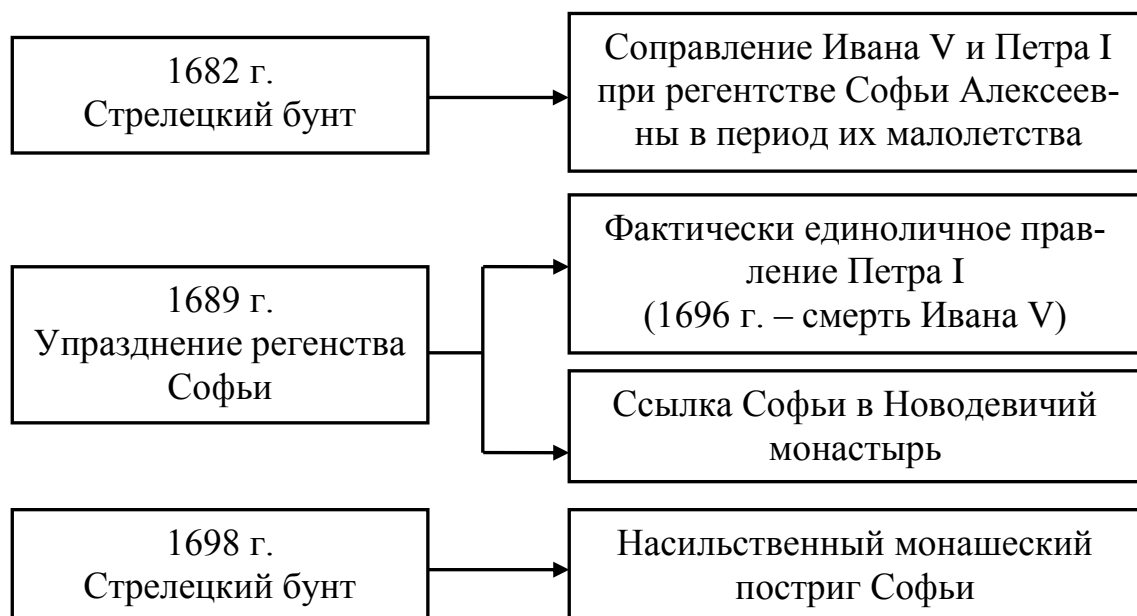 1682 г.
Стрелецкий бунт
Соправление Ивана V и Петра I
при регентстве Софьи Алексеев-
ны в период их малолетства
1689 г.
Упразднение регенства
Софьи
Фактически единоличное прав-
ление Петра I
(1696 г. – смерть Ивана V)
Ссылка Софьи в Новодевичий
монастырь
1698 г.
Стрелецкий бунт
Насильственный монашеский
постриг Софьи